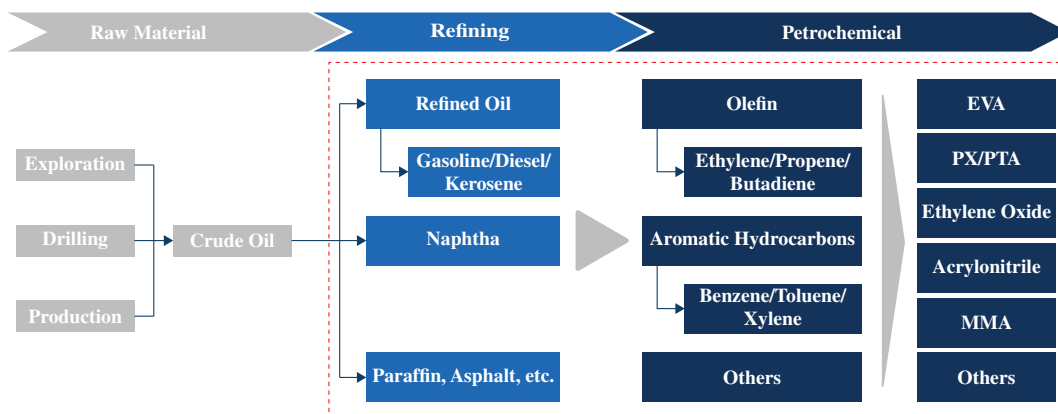 Raw Material
Refining
Petrochemical
Exploration
Drilling
Production
Crude Oil
Refined Oil
Gasoline/Diesel/
Kerosene
Naphtha
Paraffin, Asphalt, etc.
Olefin
Ethylene/Propene/
Butadiene
Aromatic Hydrocarbons
Benzene/Toluene/
Xylene
Others
EVA
PX/PTA
Ethylene Oxide
Acrylonitrile
MMA
Others